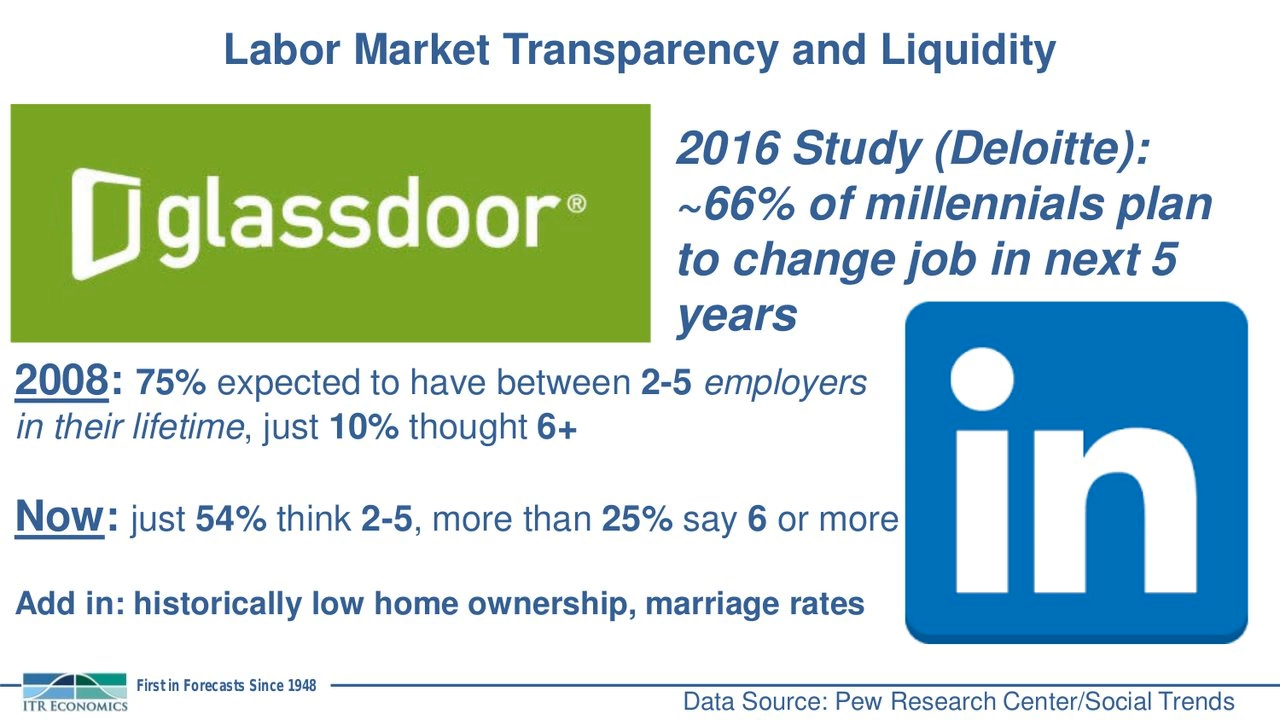 Labor Market Transparency and Liquidity
glassdoor®
2016 Study (Deloitte):
~66% of millennials plan
to change job in next 5
years
in
2008: 75% expected to have between 2-5 employers
in their lifetime, just 10% thought 6+
Now: just 54% think 2-5, more than 25% say 6 or more
Add in: historically low home ownership, marriage rates
ITR ECONOMICS
First in Forecasts Since 1948
Data Source: Pew Research Center/Social Trends